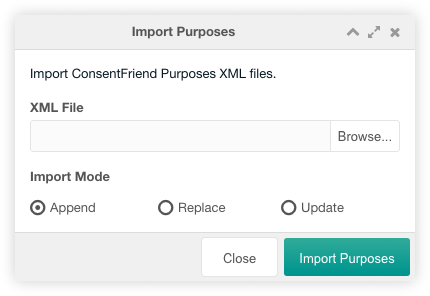 Import Purposes
Import ConsentFriend Purposes XML files.
XML File
Browse...
Import Mode
Append Replace Update
Close Import Purposes